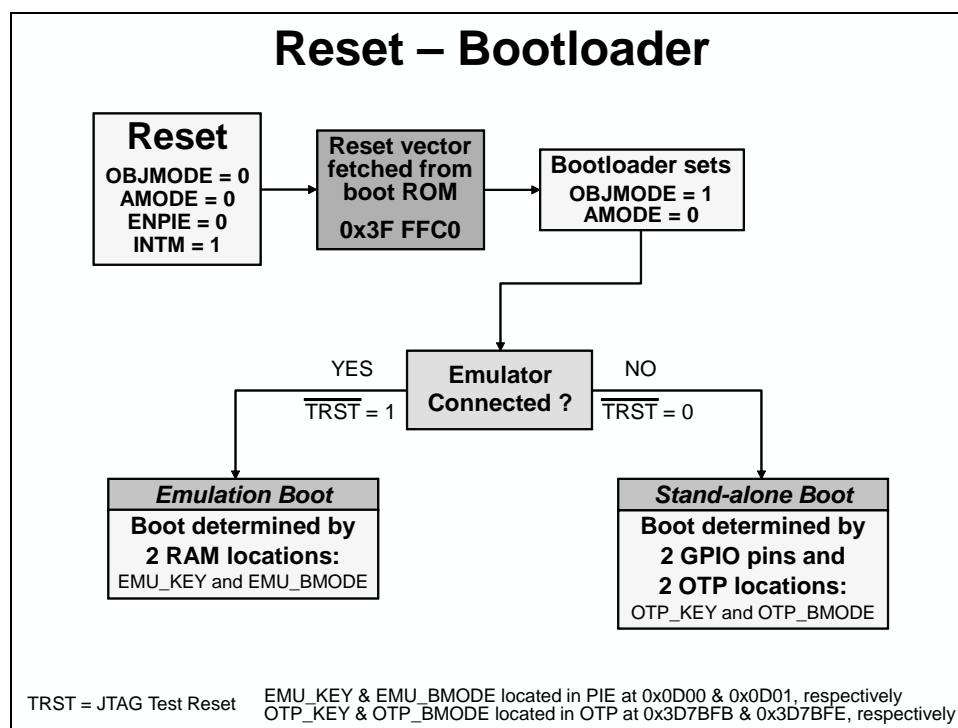 Reset – Bootloader
Reset
OBJMODE = 0
AMODE = 0
ENPIE = 0
INTM = 1
Reset vector
fetched from
boot ROM
0x3F FFC0
Bootloader sets
OBJMODE = 1
AMODE = 0
Emulator
Connected ?
YES
TRST = 1
NO
TRST = 0
Emulation Boot
Boot determined by
2 RAM locations:
EMU_KEY and EMU_BMODE
Stand-alone Boot
Boot determined by
2 GPIO pins and
2 OTP locations:
OTP_KEY and OTP_BMODE
TRST = JTAG Test Reset
EMU_KEY & EMU_BMODE located in PIE at 0x0D00 & 0x0D01, respectively
OTP_KEY & OTP_BMODE located in OTP at 0x3D7BFB & 0x3D7BFE, respectively